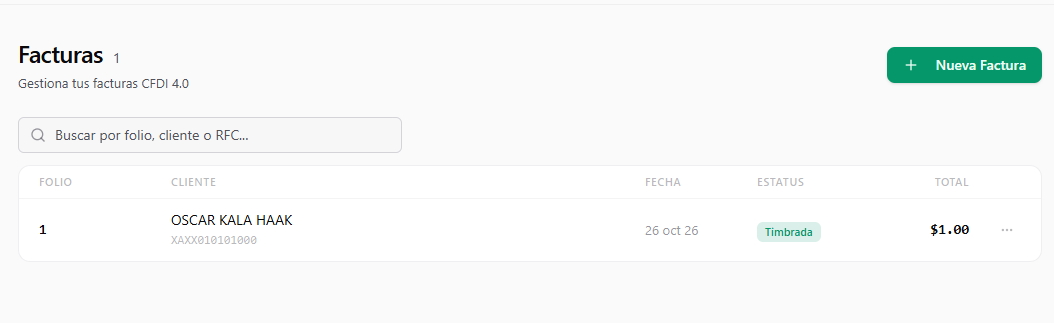 Facturas 1
+ Nueva Factura
Gestiona tus facturas CFDI 4.0
Buscar por folio, cliente o RFC...
FOLIO CLIENTE FECHA ESTATUS TOTAL
1 OSCAR KALA HAAK 26 oct 26 Timbrada $1.00 ...
XAXX010101000